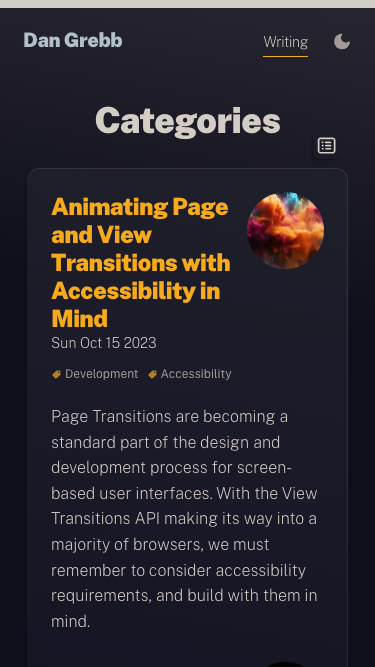 Dan Grebb
Writing
Categories
Animating Page
and View
Transitions with
Accessibility in
Mind
Sun Oct 15 2023
Development Accessibility
Page Transitions are becoming a
standard part of the design and
development process for screen-
based user interfaces. With the View
Transitions API making its way into a
majority of browsers, we must
remember to consider accessibility
requirements, and build with them in
mind.